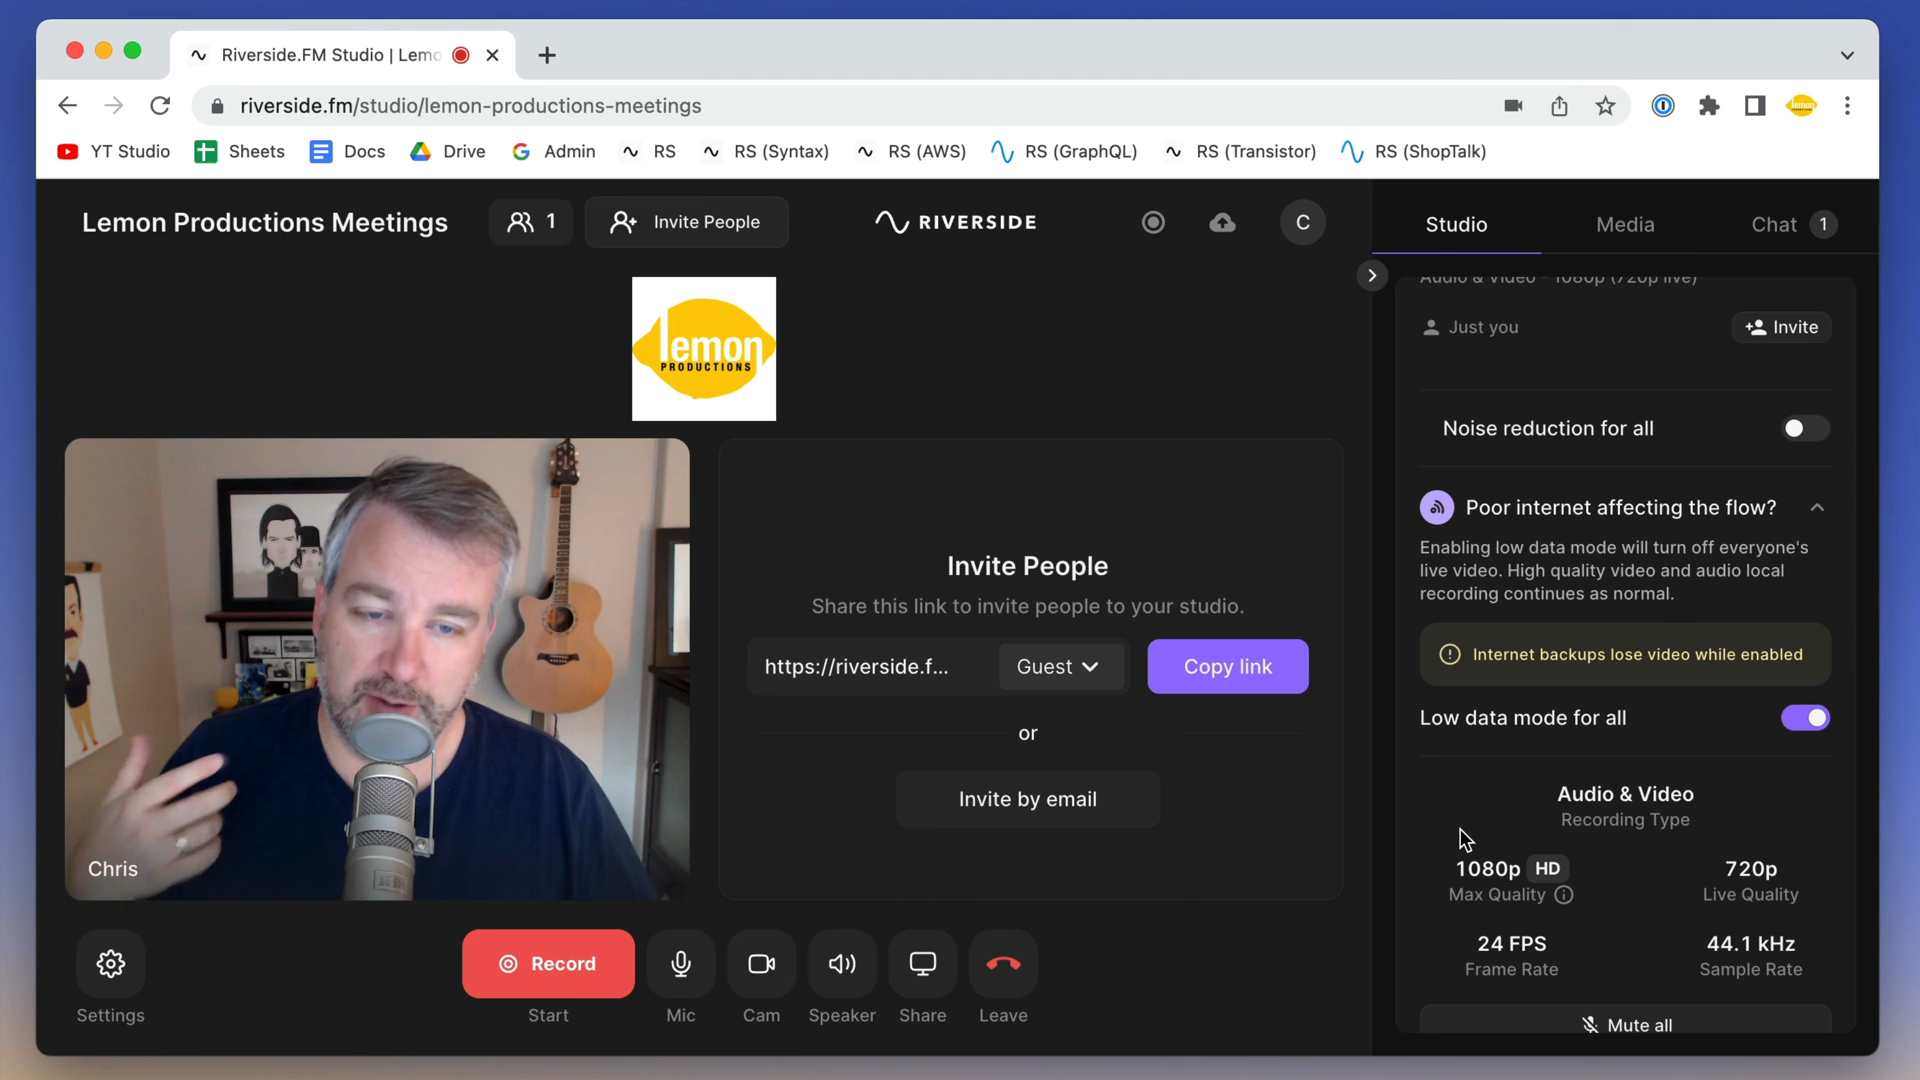 Riverside.FM Studio | Lem
riverside.fm/studio/lemon-productions-meetings
YT Studio
Sheets
Docs
Drive
Admin
RS
RS (Syntax)
RS (AWS)
RS (GraphQL)
RS (Transistor)
RS (ShopTalk)
Lemon Productions Meetings
1
Invite People
RIVERSIDE
C
Studio
Media
Chat
1
lemon
PRODUCTIONS
Chris
Invite People
Share this link to invite people to your studio.
https://riverside.f...
Guest
Copy link
or
Invite by email
Settings
Record
Start
Mic
Cam
Speaker
Share
Leave
Audio & Video - 1080p (720p live)
Just you
Invite
Noise reduction for all
Poor internet affecting the flow?
Enabling low data mode will turn off everyone's
live video. High quality video and audio local
recording continues as normal.
Internet backups lose video while enabled
Low data mode for all
Audio & Video
Recording Type
1080p HD
Max Quality
720p
Live Quality
24 FPS
Frame Rate
44.1 kHz
Sample Rate
Mute all